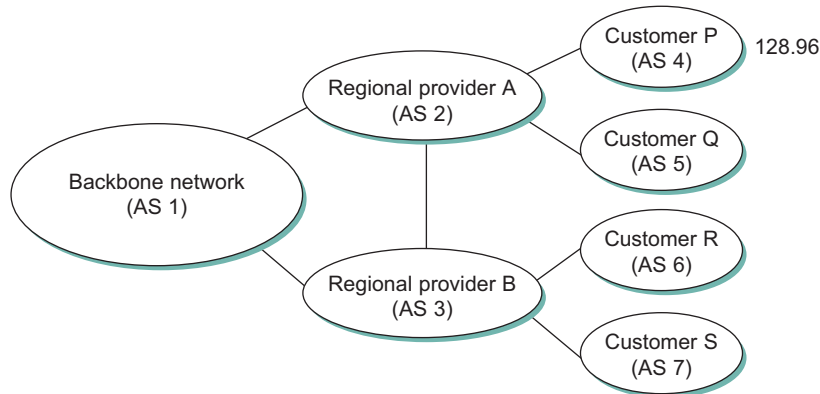 Customer P
(AS 4)
128.96
Regional provider A
(AS 2)
Customer Q
(AS 5)
Backbone network
(AS 1)
Customer R
(AS 6)
Regional provider B
(AS 3)
Customer S
(AS 7)